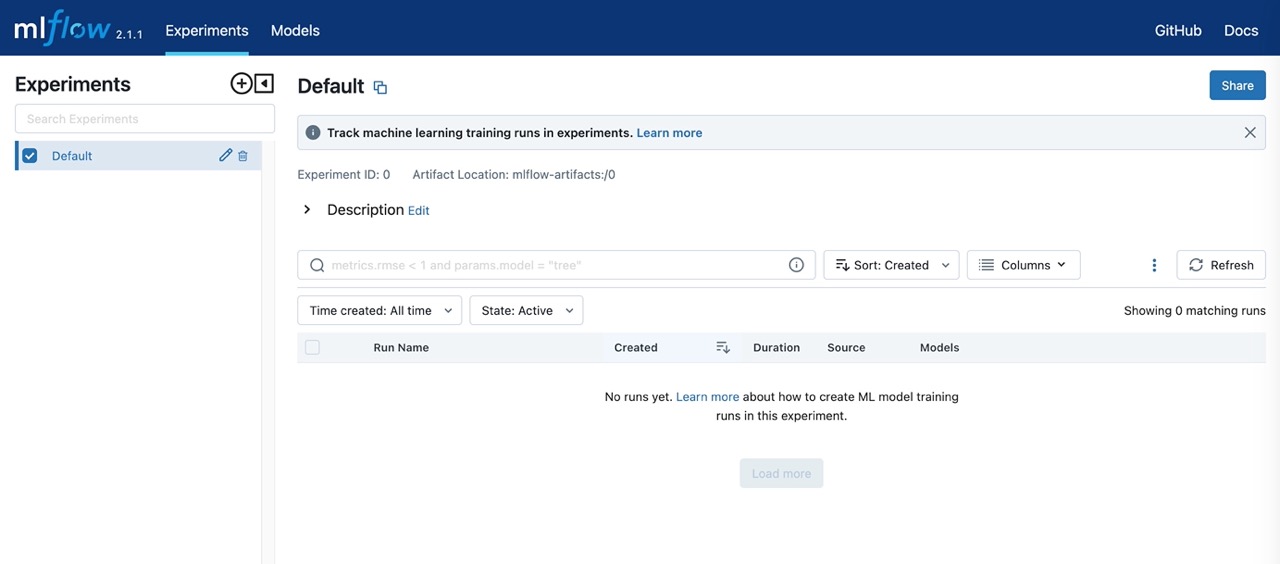 mlflow 2.1.1 Experiments Models GitHub Docs
Experiments
Search Experiments
Default
Default
Share
Track machine learning training runs in experiments. Learn more
Experiment ID: 0 Artifact Location: mlflow-artifacts:/0
Description Edit
metrics.rmse < 1 and params.model = "tree" Sort: Created Columns Refresh
Time created: All time State: Active Showing 0 matching runs
Run Name Created Duration Source Models
No runs yet. Learn more about how to create ML model training
runs in this experiment.
Load more